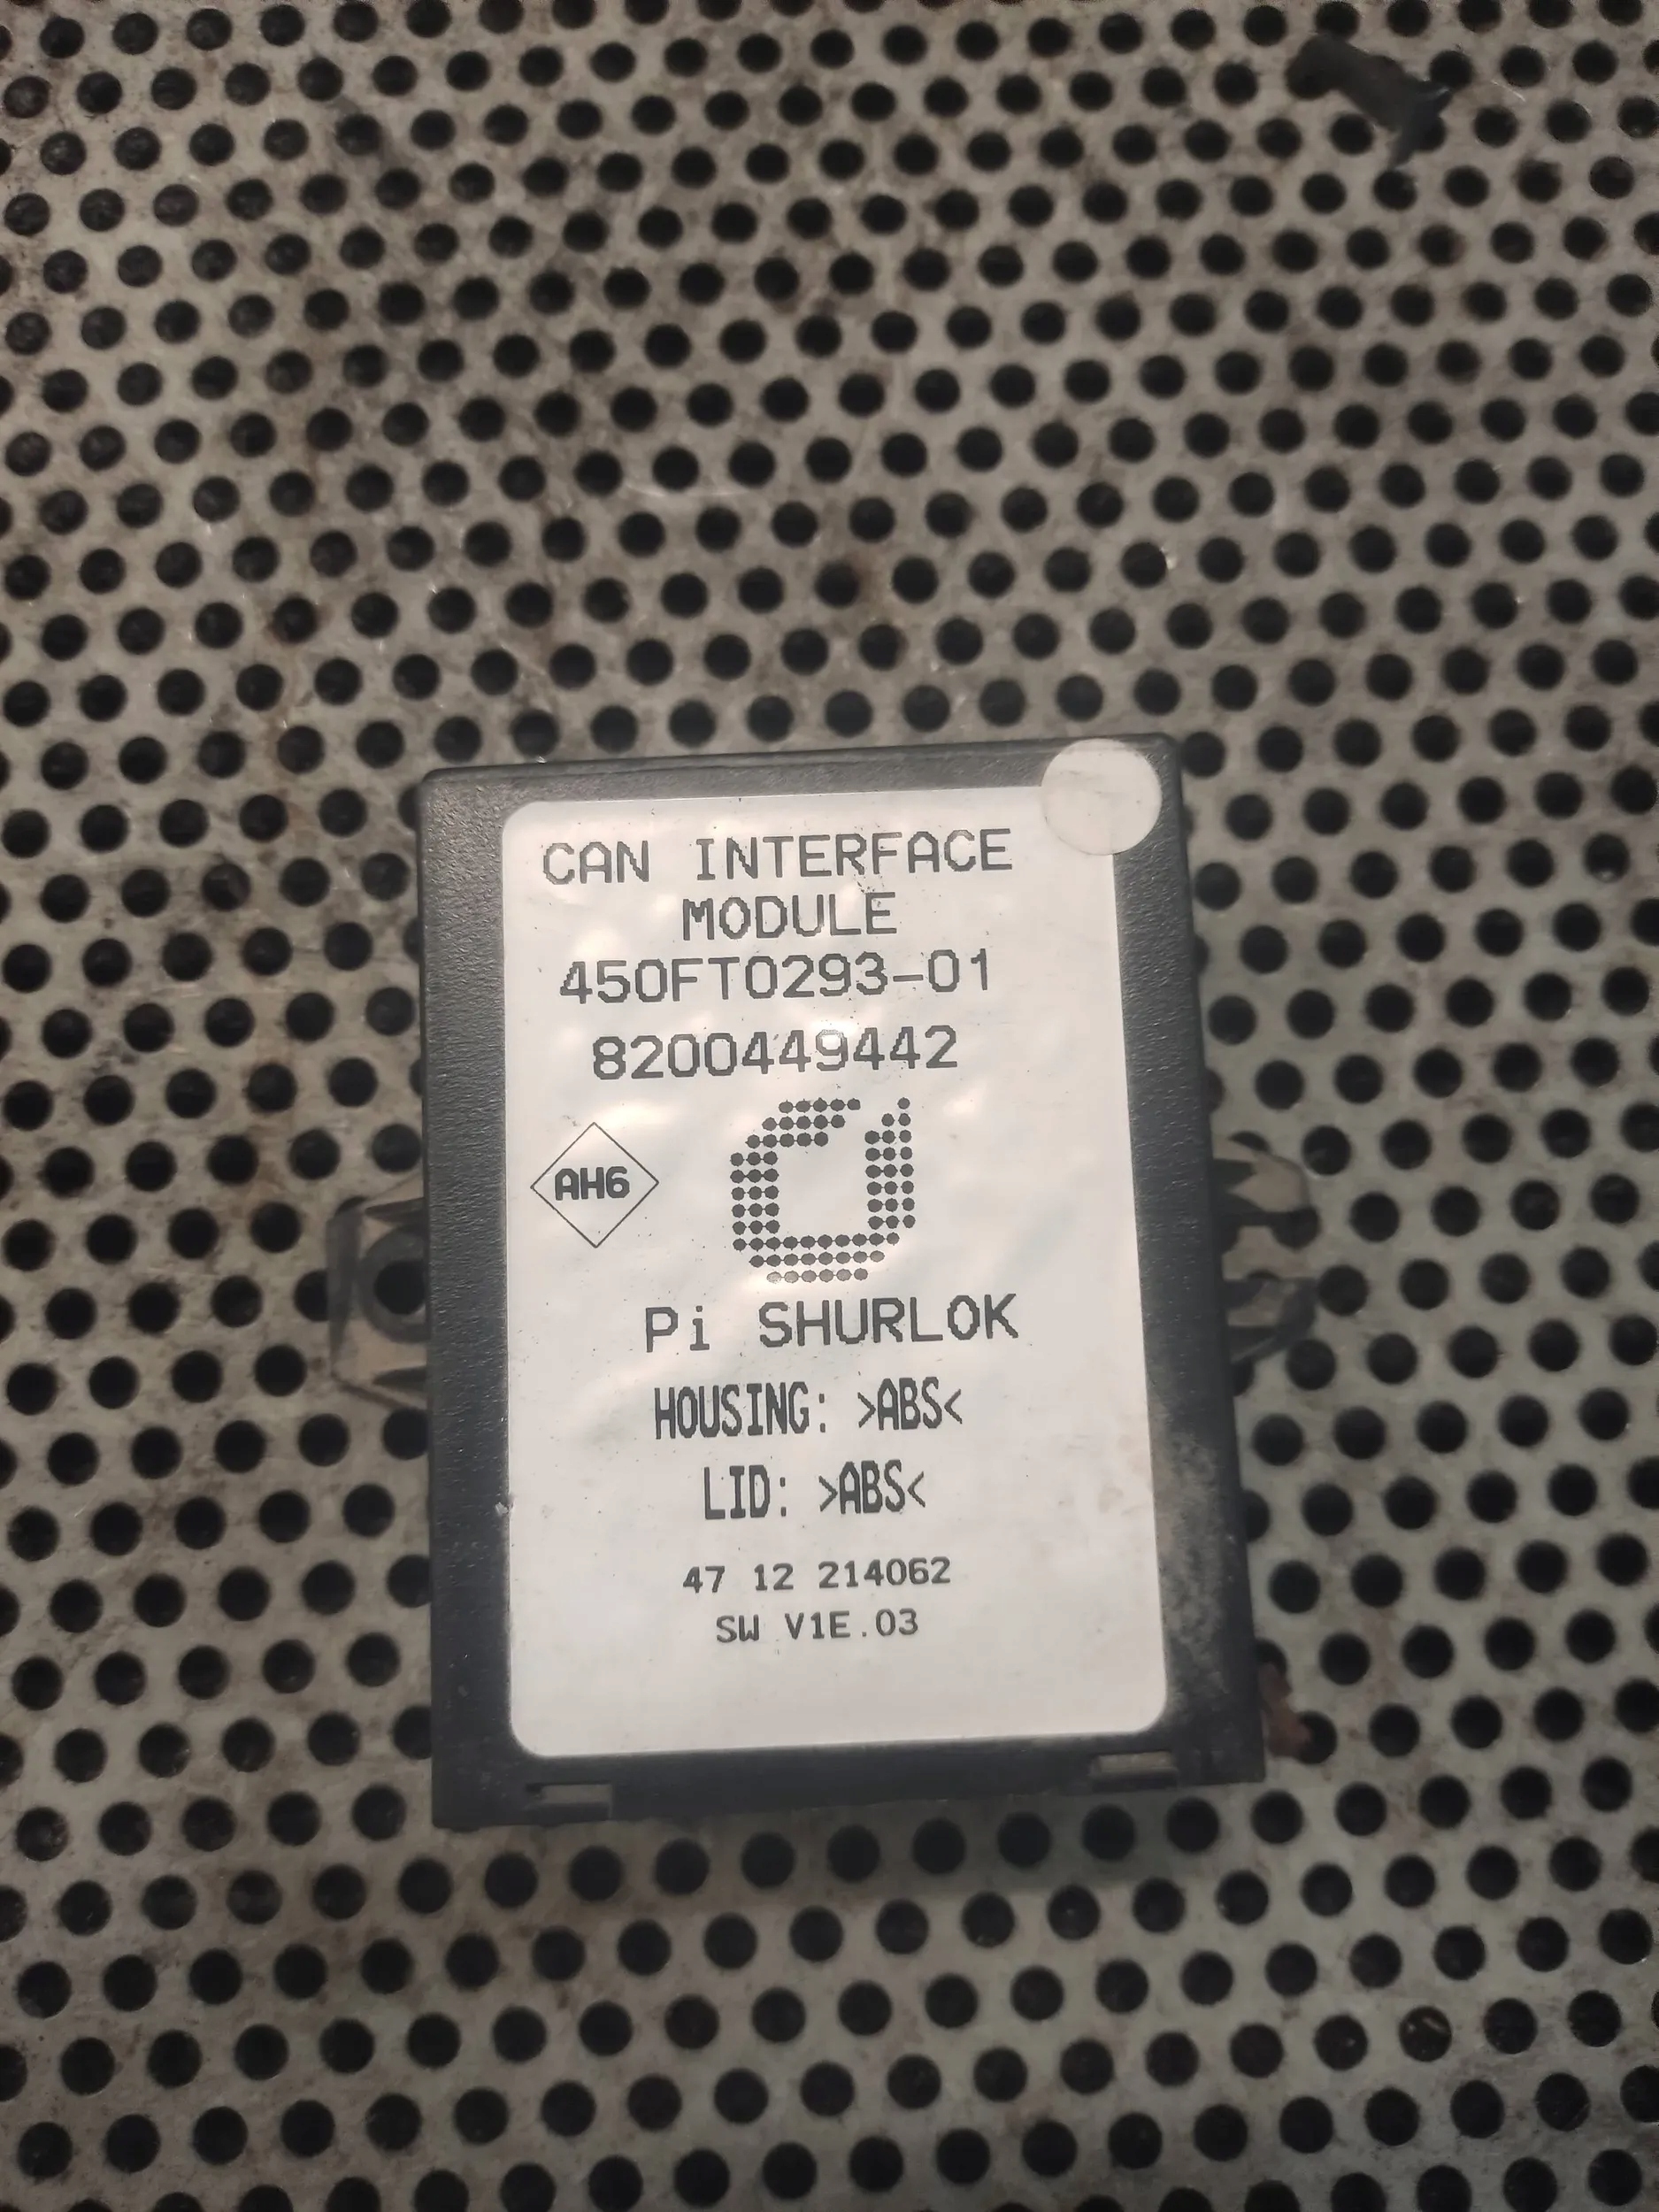 CAN INTERFACE
MODULE
450FT0293-01
8200449442
AH6
Pi SHURLOK
HOUSING: >ABS<
LID: >ABS<
47 12 214062
SW V1E.03